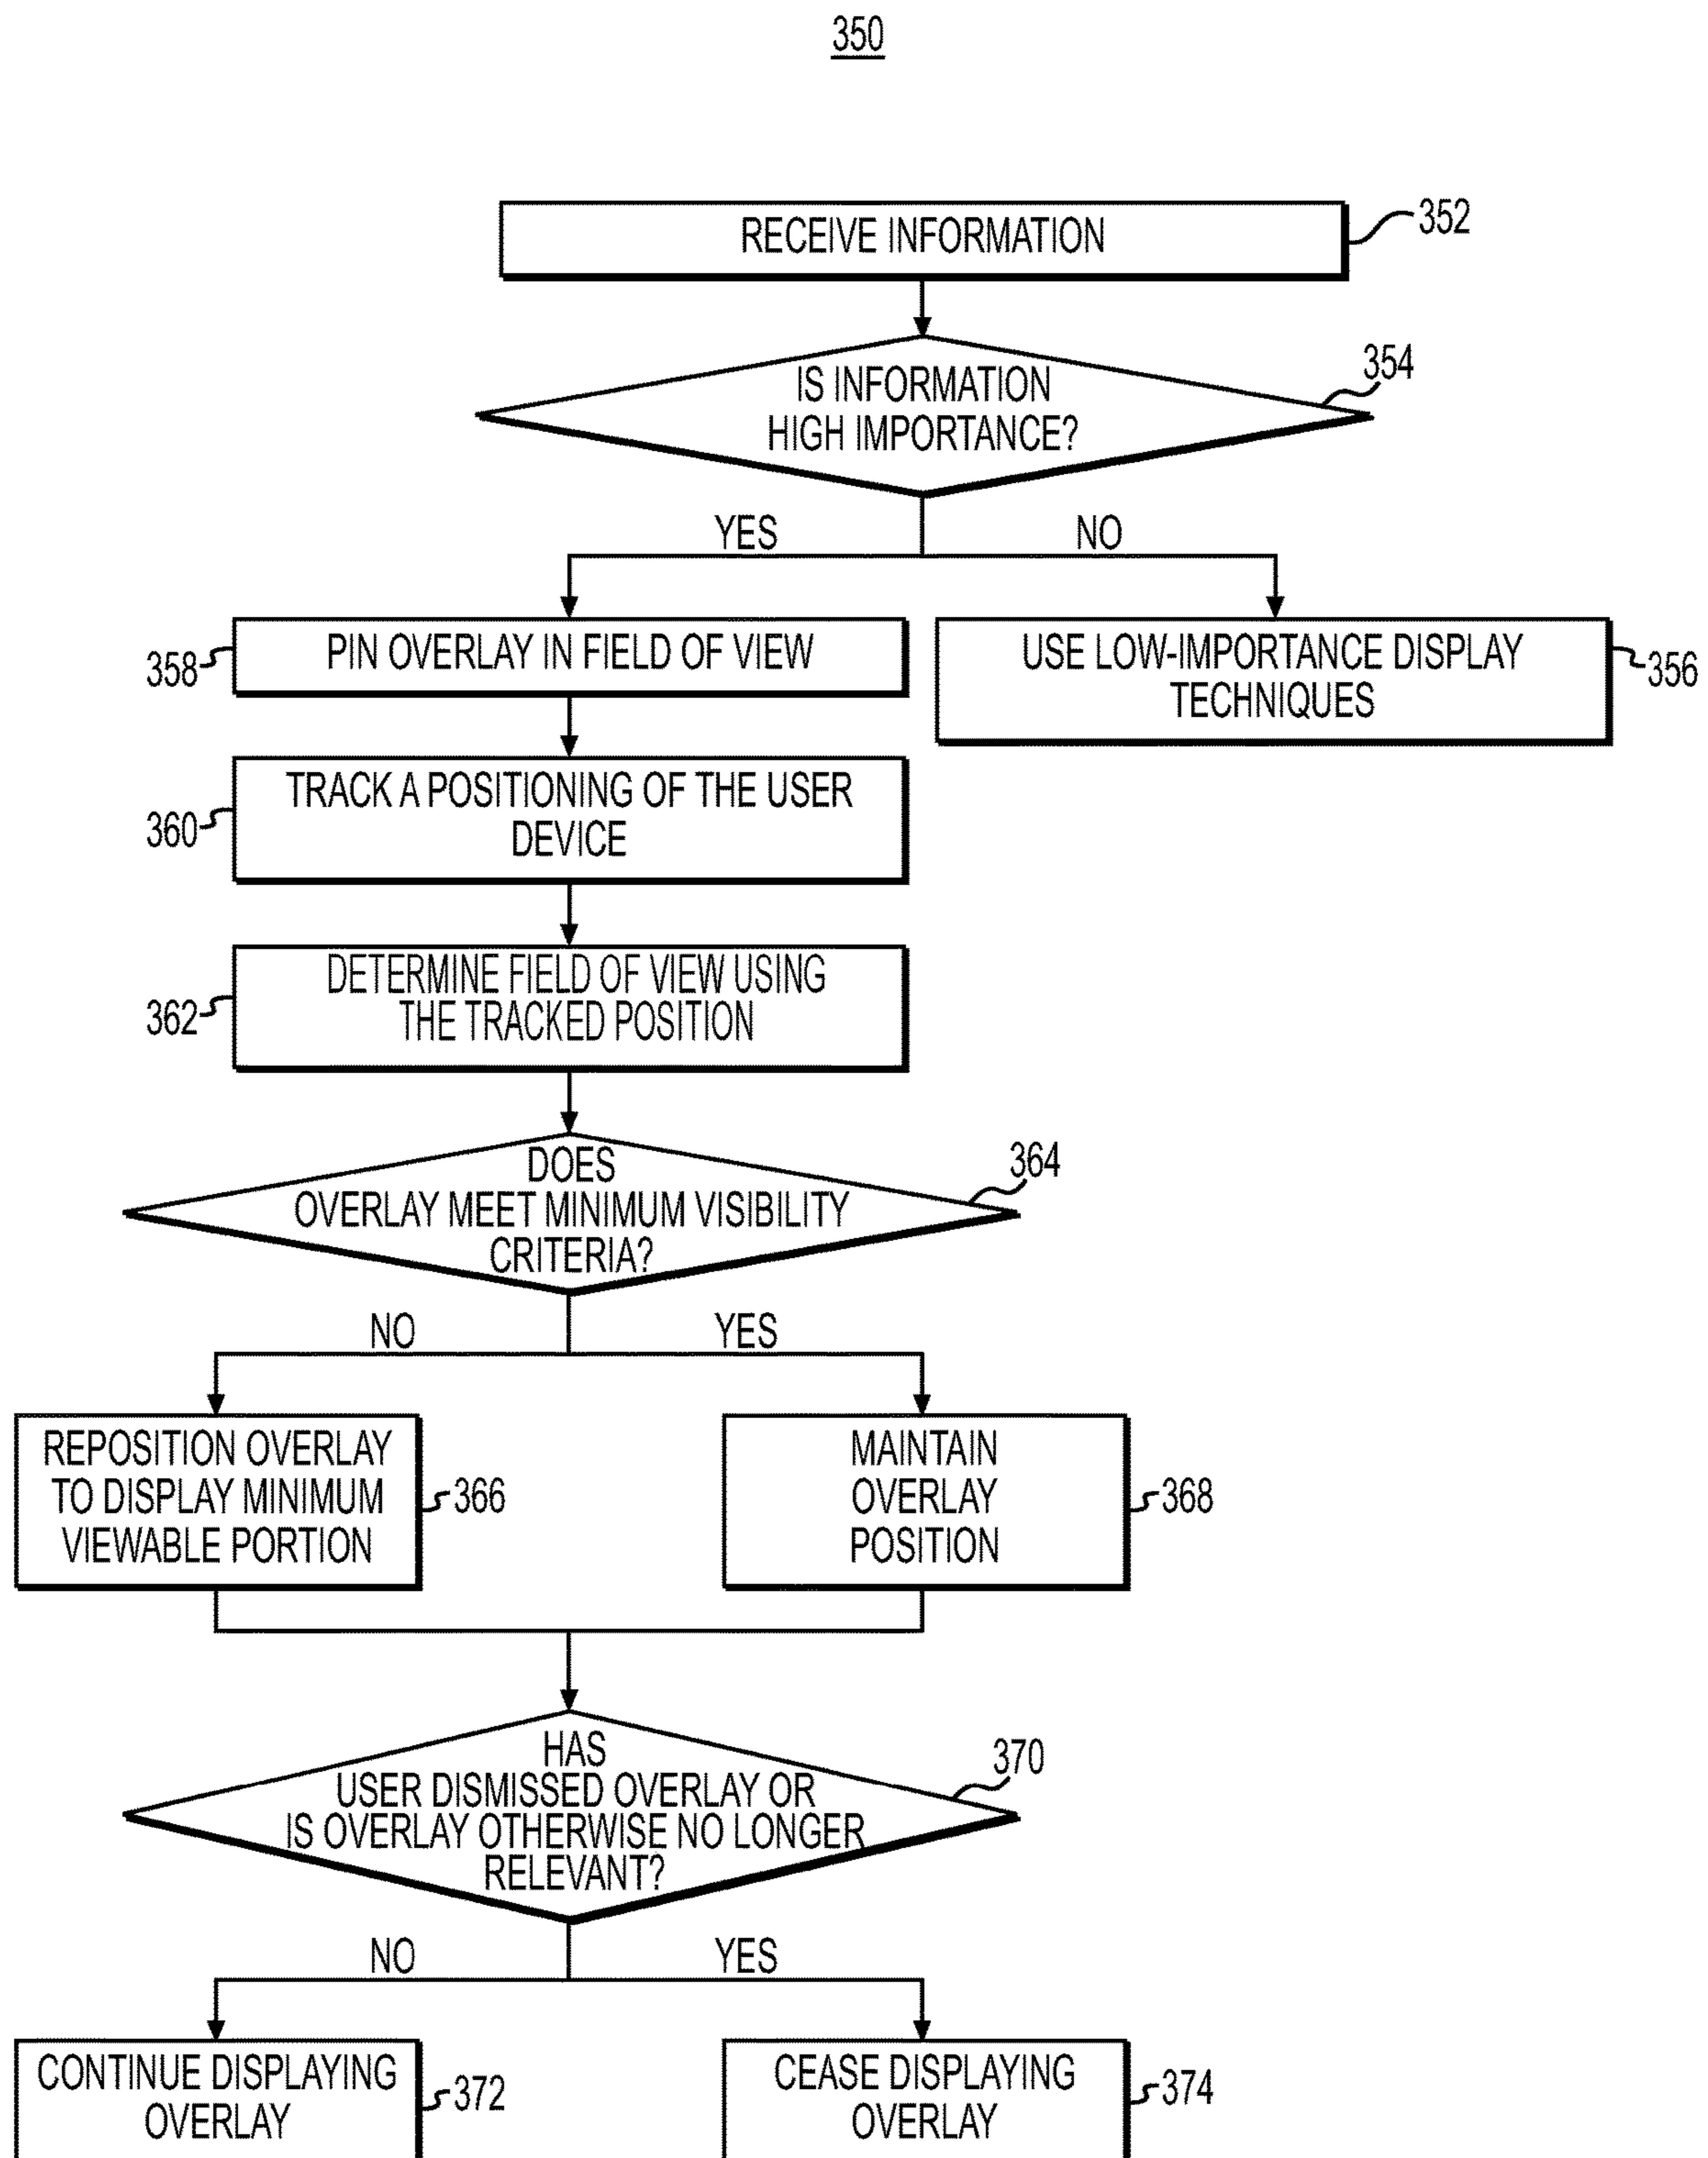 350
RECEIVE INFORMATION
352
IS INFORMATION
HIGH IMPORTANCE?
354
YES
NO
PIN OVERLAY IN FIELD OF VIEW
358
USE LOW-IMPORTANCE DISPLAY
TECHNIQUES
356
TRACK A POSITIONING OF THE USER
DEVICE
360
DETERMINE FIELD OF VIEW USING
THE TRACKED POSITION
362
DOES
OVERLAY MEET MINIMUM VISIBILITY
CRITERIA?
364
NO
YES
REPOSITION OVERLAY
TO DISPLAY MINIMUM
VIEWABLE PORTION
366
MAINTAIN
OVERLAY
POSITION
368
HAS
USER DISMISSED OVERLAY OR
IS OVERLAY OTHERWISE NO LONGER
RELEVANT?
370
NO
YES
CONTINUE DISPLAYING
OVERLAY
372
CEASE DISPLAYING
OVERLAY
374